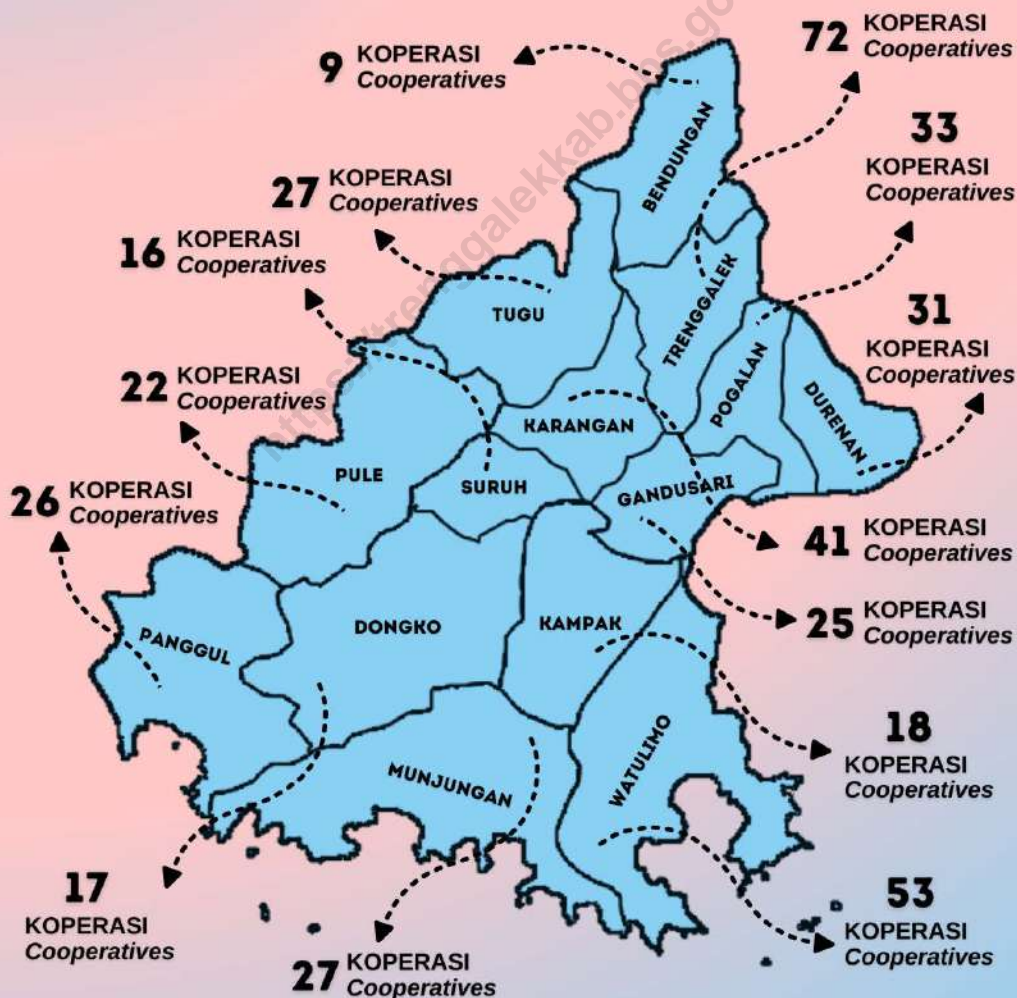 9 KOPERASI
Cooperatives
72 KOPERASI
Cooperatives
33
KOPERASI
Cooperatives
27 KOPERASI
Cooperatives
16 KOPERASI
Cooperatives
31
KOPERASI
Cooperatives
22 KOPERASI
Cooperatives
26 KOPERASI
Cooperatives
BENDUNGAN
TUGU
TRENGGALEK
POGALAN
DURENAN
KARANGAN
PULE
SURUH
GANDUSARI
41 KOPERASI
Cooperatives
25 KOPERASI
Cooperatives
PANGGUL
DONGKO
KAMPAK
18
KOPERASI
Cooperatives
MUNJUNGAN
WATULIMO
17
KOPERASI
Cooperatives
53
KOPERASI
Cooperatives
27 KOPERASI
Cooperatives